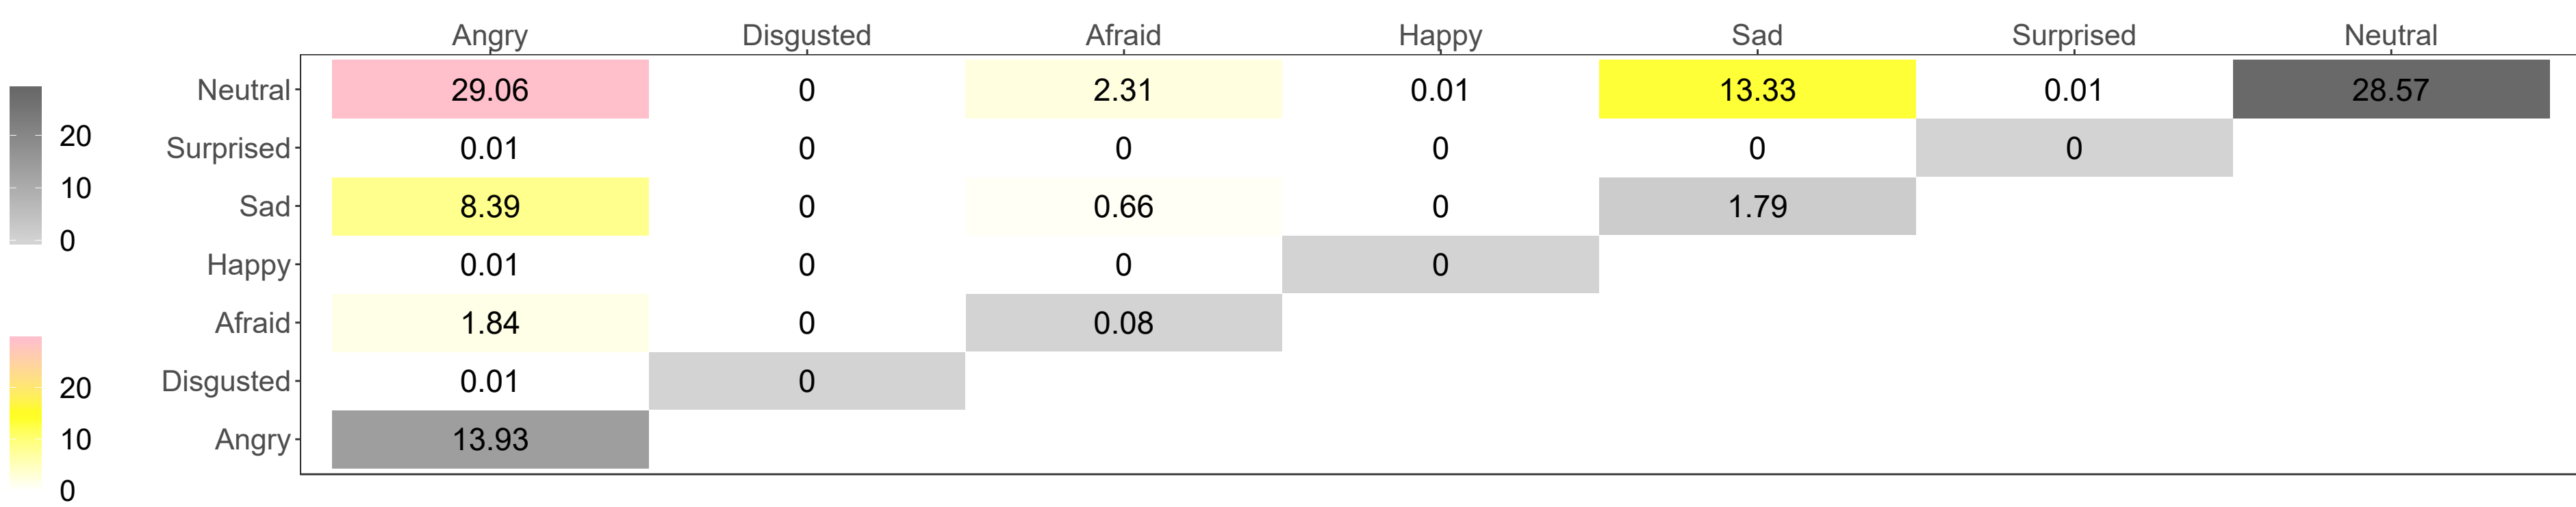 Angry Disgusted Afraid Happy Sad Surprised Neutral
Neutral 29.06 0 2.31 0.01 13.33 0.01 28.57
Surprised 0.01 0 0 0 0 0
Sad 8.39 0 0.66 0 1.79
Happy 0.01 0 0 0
Afraid 1.84 0 0.08
Disgusted 0.01 0
Angry 13.93
20
10
0
20
10
0